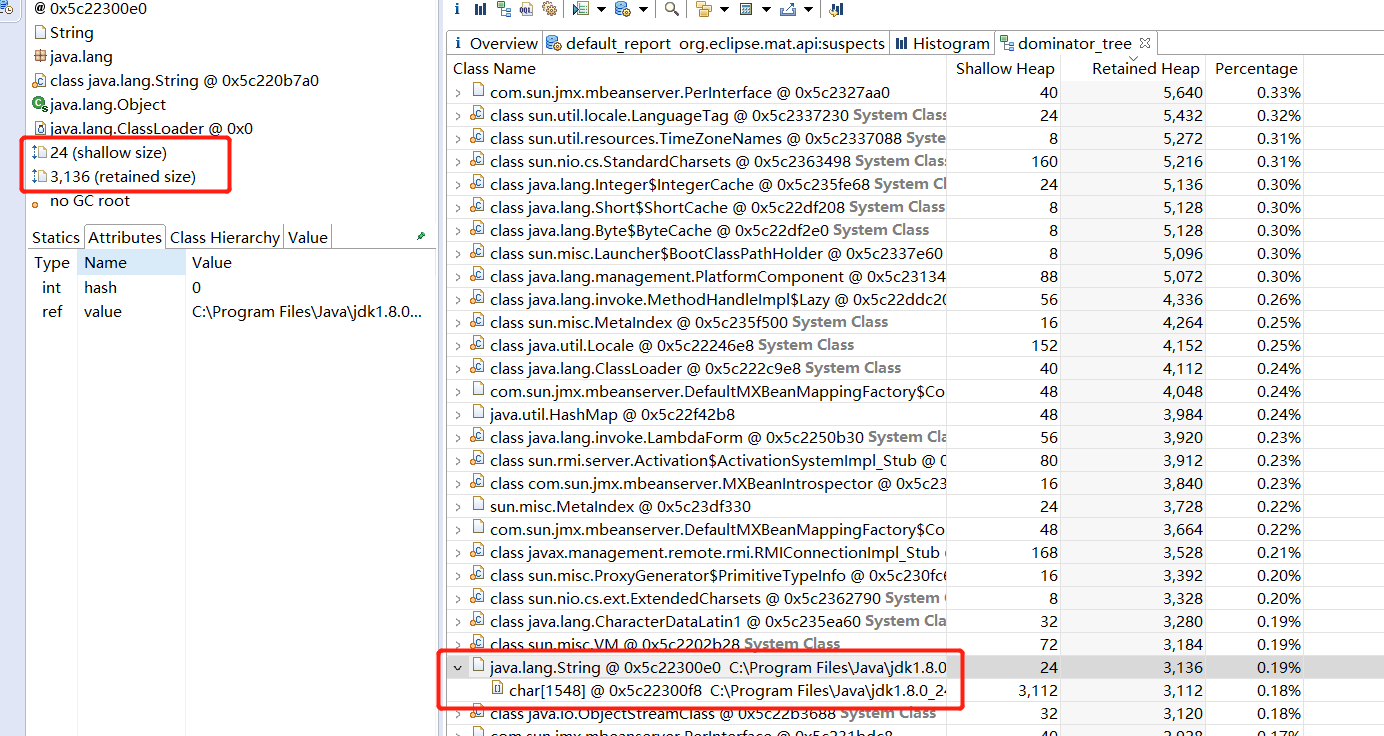 @ 0x5c22300e0
String
java.lang
class java.lang.String @ 0x5c220b7a0
java.lang.Object
java.lang.ClassLoader @ 0x0
24 (shallow size)
3,136 (retained size)
no GC root
Statics Attributes Class Hierarchy Value
Type Name Value
int hash 0
ref value C:\Program Files\Java\jdk1.8.0...
i Overview default_report org.eclipse.mat.api:suspects Histogram dominator_tree
Class Name Shallow Heap Retained Heap Percentage
com.sun.jmx.mbeanserver.PerInterface @ 0x5c2327aa0 40 5,640 0.33%
class sun.util.locale.LanguageTag @ 0x5c2337230 System Class 24 5,432 0.32%
class sun.util.resources.TimeZoneNames @ 0x5c2337088 Syste 8 5,272 0.31%
class sun.nio.cs.StandardCharsets @ 0x5c2363498 System Clas 160 5,216 0.31%
class java.lang.Integer$IntegerCache @ 0x5c235fe68 System C 24 5,136 0.30%
class java.lang.Short$ShortCache @ 0x5c22df208 System Class 8 5,128 0.30%
class java.lang.Byte$ByteCache @ 0x5c22df2e0 System Class 8 5,128 0.30%
class sun.misc.Launcher$BootClassPathHolder @ 0x5c2337e60 8 5,096 0.30%
class java.lang.management.PlatformComponent @ 0x5c23134 88 5,072 0.30%
class java.lang.invoke.MethodHandleImpl$Lazy @ 0x5c22ddc20 56 4,336 0.26%
class sun.misc.MetaIndex @ 0x5c235f500 System Class 16 4,264 0.25%
class java.util.Locale @ 0x5c22246e8 System Class 152 4,152 0.25%
class java.lang.ClassLoader @ 0x5c222c9e8 System Class 40 4,112 0.24%
com.sun.jmx.mbeanserver.DefaultMXBeanMappingFactory$Co 48 4,048 0.24%
java.util.HashMap @ 0x5c22f42b8 48 3,984 0.24%
class java.lang.invoke.LambdaForm @ 0x5c2250b30 System Cla 56 3,920 0.23%
class sun.rmi.server.Activation$ActivationSystemImpl_Stub @ 0 80 3,912 0.23%
class com.sun.jmx.mbeanserver.MXBeanIntrospector @ 0x5c23 16 3,840 0.23%
sun.misc.MetaIndex @ 0x5c23df330 24 3,728 0.22%
com.sun.jmx.mbeanserver.DefaultMXBeanMappingFactory$Co 48 3,664 0.22%
class javax.management.remote.rmi.RMIConnectionImpl_Stub 168 3,528 0.21%
class sun.misc.ProxyGenerator$PrimitiveTypeInfo @ 0x5c230fc6 16 3,392 0.20%
class sun.nio.cs.ext.ExtendedCharsets @ 0x5c2362790 System 8 3,328 0.20%
class java.lang.CharacterDataLatin1 @ 0x5c235ea60 System Cla 32 3,280 0.19%
class sun.misc.VM @ 0x5c2202b28 System Class 72 3,184 0.19%
java.lang.String @ 0x5c22300e0 C:\Program Files\Java\jdk1.8.0 24 3,136 0.19%
char[1548] @ 0x5c22300f8 C:\Program Files\Java\jdk1.8.0_24 3,112 3,112 0.18%
class java.io.ObjectStreamClass @ 0x5c22b3688 System Class 32 3,120 0.18%